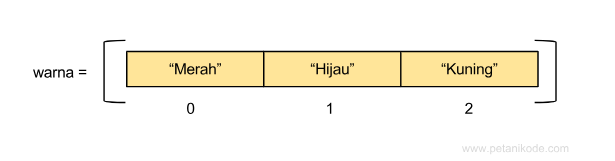 warna = “Merah” “Hijau” “Kuning”
0 1 2
www.petanikode.com